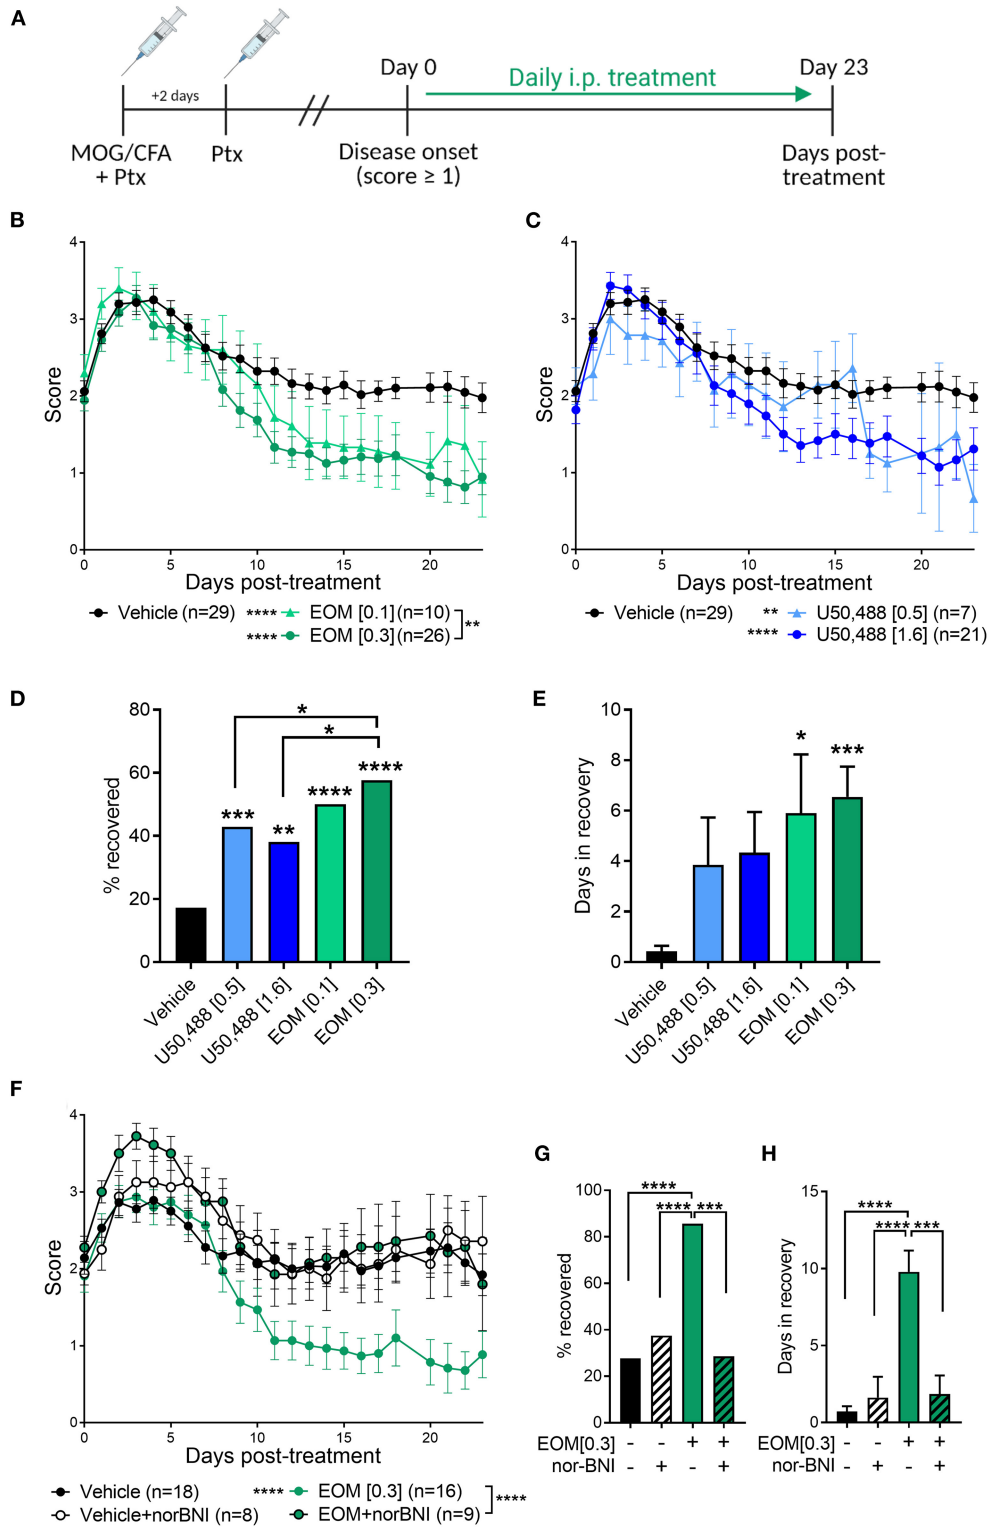 A
+2 days
Day 0
Daily i.p. treatment
Day 23
MOG/CFA
+ Ptx
Ptx
Disease onset
(score ≥ 1)
Days post-
treatment
B
Score
4
3
2
1
0
0
5
10
15
20
Days post-treatment
Vehicle (n=29)
**** EOM [0.1] (n=10)
**** EOM [0.3] (n=26)
**
C
Score
4
3
2
1
0
0
5
10
15
20
Days post-treatment
Vehicle (n=29)
** U50,488 [0.5] (n=7)
**** U50,488 [1.6] (n=21)
D
% recovered
80
60
40
20
0
*
*
***
**
****
****
Vehicle
U50,488 [0.5]
U50,488 [1.6]
EOM [0.1]
EOM [0.3]
E
Days in recovery
10
8
6
4
2
0
*
***
Vehicle
U50,488 [0.5]
U50,488 [1.6]
EOM [0.1]
EOM [0.3]
F
Score
4
3
2
1
0
0
5
10
15
20
Days post-treatment
Vehicle (n=18)
**** EOM [0.3] (n=16)
Vehicle+norBNI (n=8)
EOM+norBNI (n=9)
****
G
% recovered
100
80
60
40
20
0
****
**** ***
EOM[0.3] - - + +
nor-BNI - + - +
H
Days in recovery
15
10
5
0
****
**** ***
EOM[0.3] - - + +
nor-BNI - + - +